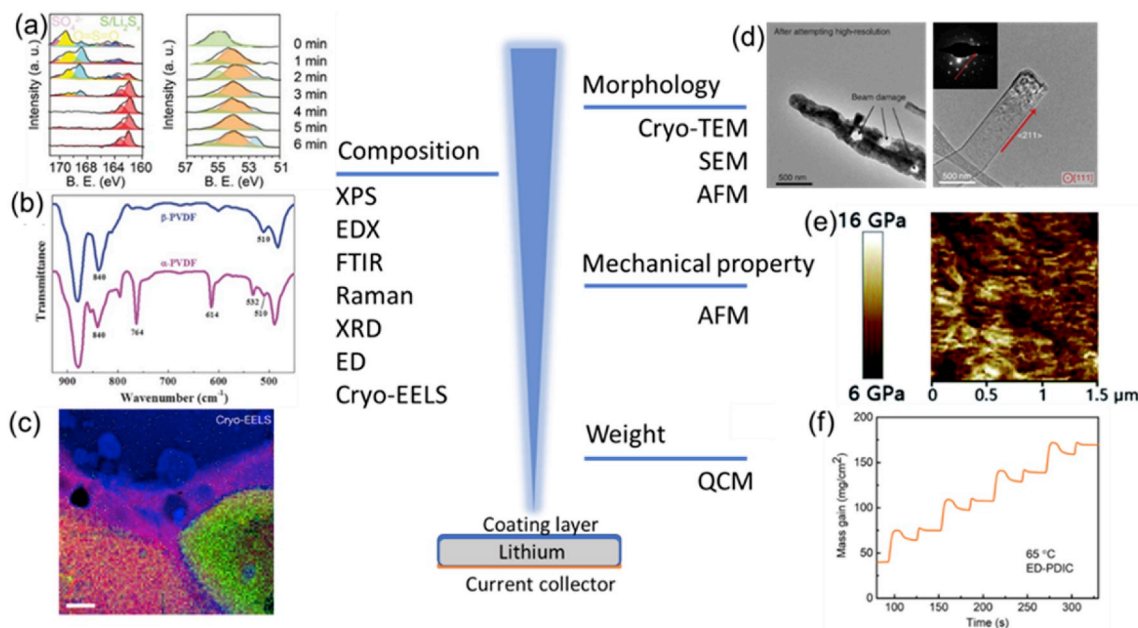 (a)
SO₄²⁻
S/Li₂Sₓ
O=S=O
Intensity (a. u.)
170 168 164 162 160
B. E. (eV)
Intensity (a. u.)
0 min
1 min
2 min
3 min
4 min
5 min
6 min
57 55 53 51
B. E. (eV)
(b)
β-PVDF
510
840
α-PVDF
532
510
840
764
614
Transmittance
900 800 700 600 500
Wavenumber (cm⁻¹)
(c)
Cryo-EELS
Composition
XPS
EDX
FTIR
Raman
XRD
ED
Cryo-EELS
Coating layer
Lithium
Current collector
Morphology
Cryo-TEM
SEM
AFM
Mechanical property
AFM
Weight
QCM
(d)
After attempting high-resolution
Beam damage
500 nm
<211>
500 nm
[111]
(e)
16 GPa
6 GPa
0 0.5 1.0 1.5 µm
(f)
Mass gain (mg/cm²)
200
150
100
50
0
65 °C
ED-PDIC
100 150 200 250 300
Time (s)